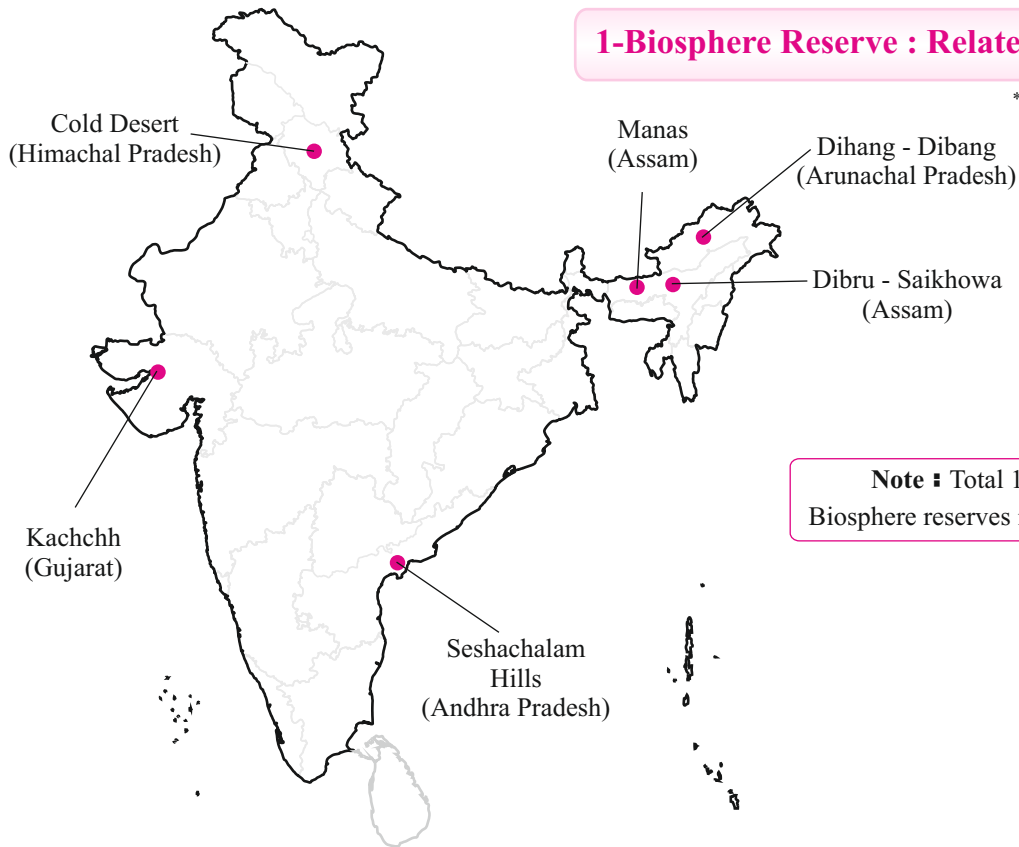 1-Biosphere Reserve : Relate
*
Cold Desert
(Himachal Pradesh)
Manas
(Assam)
Dihang - Dibang
(Arunachal Pradesh)
Dibru - Saikhowa
(Assam)
Kachchh
(Gujarat)
Note : Total 1
Biosphere reserves
Seshachalam
Hills
(Andhra Pradesh)